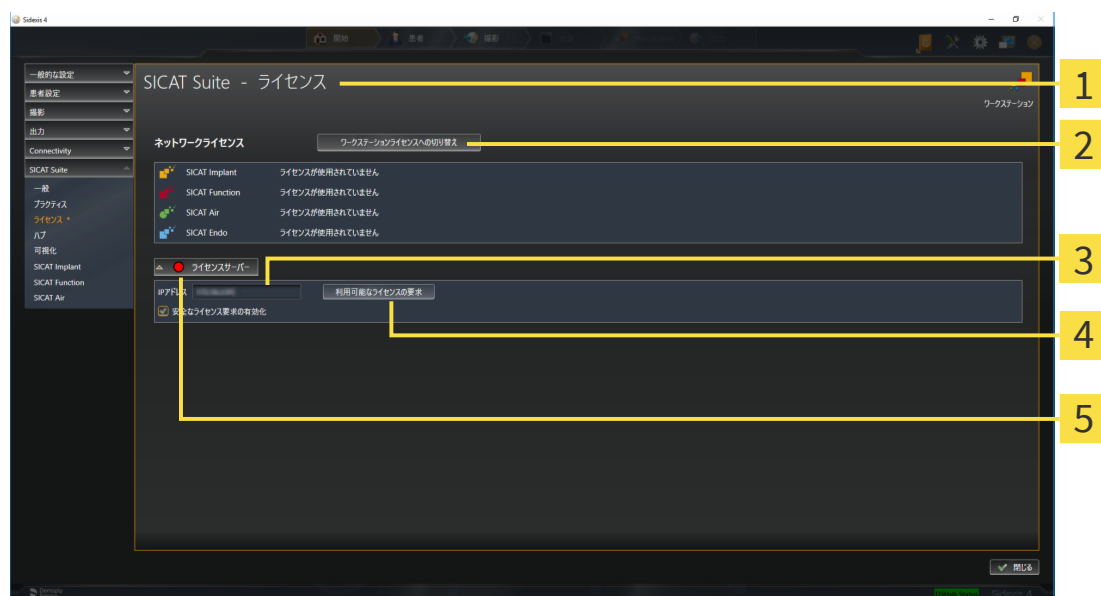 Sidexis 4
開始 患者 撮影
一般的な設定
患者設定
撮影
出力
Connectivity
SICAT Suite
一般
プラクティス
ライセンス *
ハブ
可視化
SICAT Implant
SICAT Function
SICAT Air
SICAT Suite - ライセンス
ワークステーション
ネットワークライセンス ワークステーションライセンスへの切り替え
SICAT Implant ライセンスが使用されていません
SICAT Function ライセンスが使用されていません
SICAT Air ライセンスが使用されていません
SICAT Endo ライセンスが使用されていません
ライセンスサーバー
IPアドレス 利用可能なライセンスの要求
安全なライセンス要求の有効化
閉じる
Sidexis 4
1
2
3
4
5